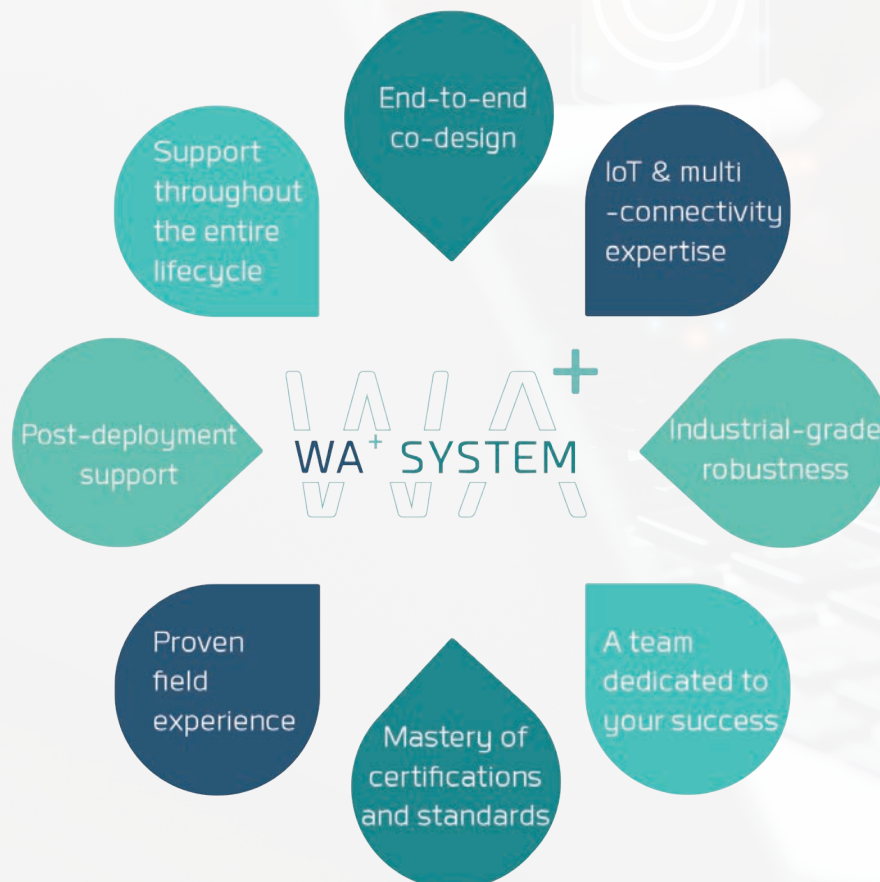 End-to-end
co-design
IoT & multi
-connectivity
expertise
Industrial-grade
robustness
A team
dedicated to
your success
Mastery of
certifications
and standards
Proven
field
experience
Post-deployment
support
Support
throughout
the entire
lifecycle
WA+
WA+ SYSTEM